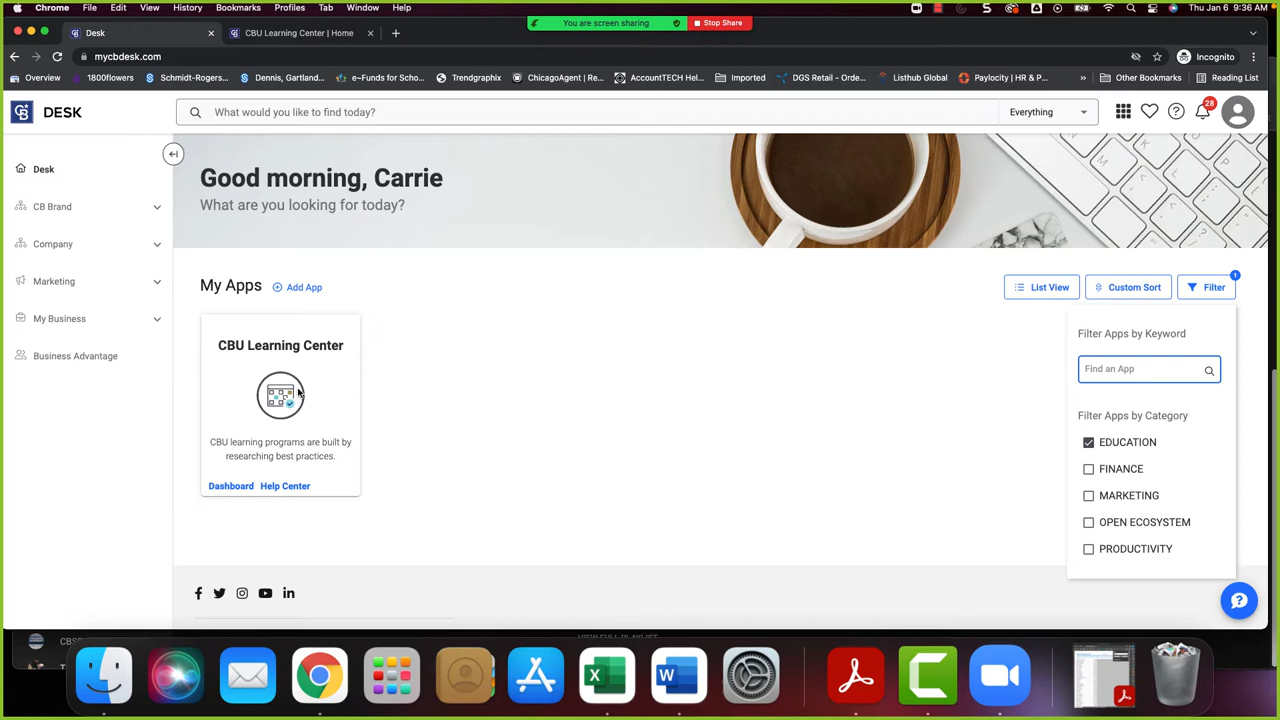 Chrome File Edit View History Bookmarks Profiles Tab Window Help
Thu Jan 6 9:36 AM
You are screen sharing
Stop Share
Desk
CBU Learning Center | Home
mycbdesk.com
Incognito
Overview
1800flowers
Schmidt-Rogers...
Dennis, Gartland...
e~Funds for Scho...
Trendgraphix
ChicagoAgent | Re...
AccountTECH Help...
Imported
DGS Retail - Orde...
Listhub Global
Paylocity | HR & P...
Other Bookmarks
Reading List
DESK
What would you like to find today?
Everything
28
Desk
CB Brand
Company
Marketing
My Business
Business Advantage
Good morning, Carrie
What are you looking for today?
My Apps
Add App
List View
Custom Sort
Filter
1
CBU Learning Center
CBU learning programs are built by
researching best practices.
Dashboard Help Center
Filter Apps by Keyword
Find an App
Filter Apps by Category
EDUCATION
FINANCE
MARKETING
OPEN ECOSYSTEM
PRODUCTIVITY